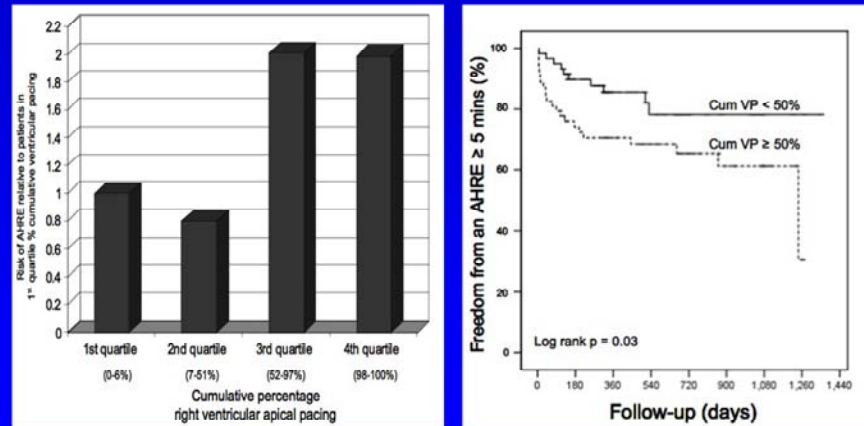 Risk of AHRE relative to patients in
1st quartile % cumulative ventricular pacing
2.2
2
1.8
1.6
1.4
1.2
1
0.8
0.6
0.4
0.2
0
1st quartile 2nd quartile 3rd quartile 4th quartile
(0-6%) (7-51%) (52-97%) (98-100%)
Cumulative percentage
right ventricular apical pacing
Freedom from an AHRE ≥ 5 mins (%)
100
80
60
40
20
0
Cum VP < 50%
Cum VP ≥ 50%
Log rank p = 0.03
0 180 360 540 720 900 1,080 1,260 1,440
Follow-up (days)